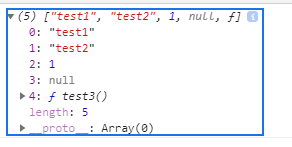 ▼(5) ["test1", "test2", 1, null, ƒ] i
0: "test1"
1: "test2"
2: 1
3: null
▶ 4: ƒ test3()
length: 5
▶ __proto__: Array(0)